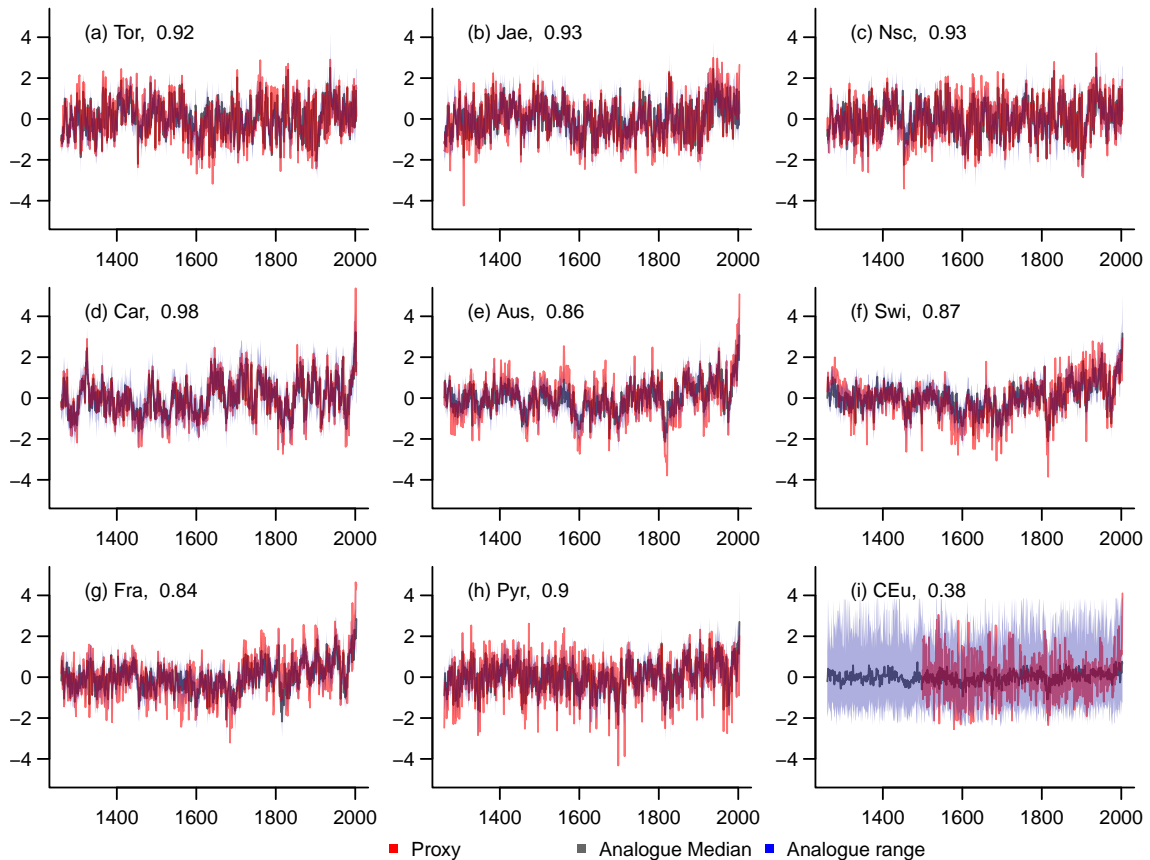 (a) Tor, 0.92
4
2
0
−2
−4
1400 1600 1800 2000
(b) Jae, 0.93
4
2
0
−2
−4
1400 1600 1800 2000
(c) Nsc, 0.93
4
2
0
−2
−4
1400 1600 1800 2000
(d) Car, 0.98
4
2
0
−2
−4
1400 1600 1800 2000
(e) Aus, 0.86
4
2
0
−2
−4
1400 1600 1800 2000
(f) Swi, 0.87
4
2
0
−2
−4
1400 1600 1800 2000
(g) Fra, 0.84
4
2
0
−2
−4
1400 1600 1800 2000
(h) Pyr, 0.9
4
2
0
−2
−4
1400 1600 1800 2000
(i) CEu, 0.38
4
2
0
−2
−4
1400 1600 1800 2000
Proxy Analogue Median Analogue range